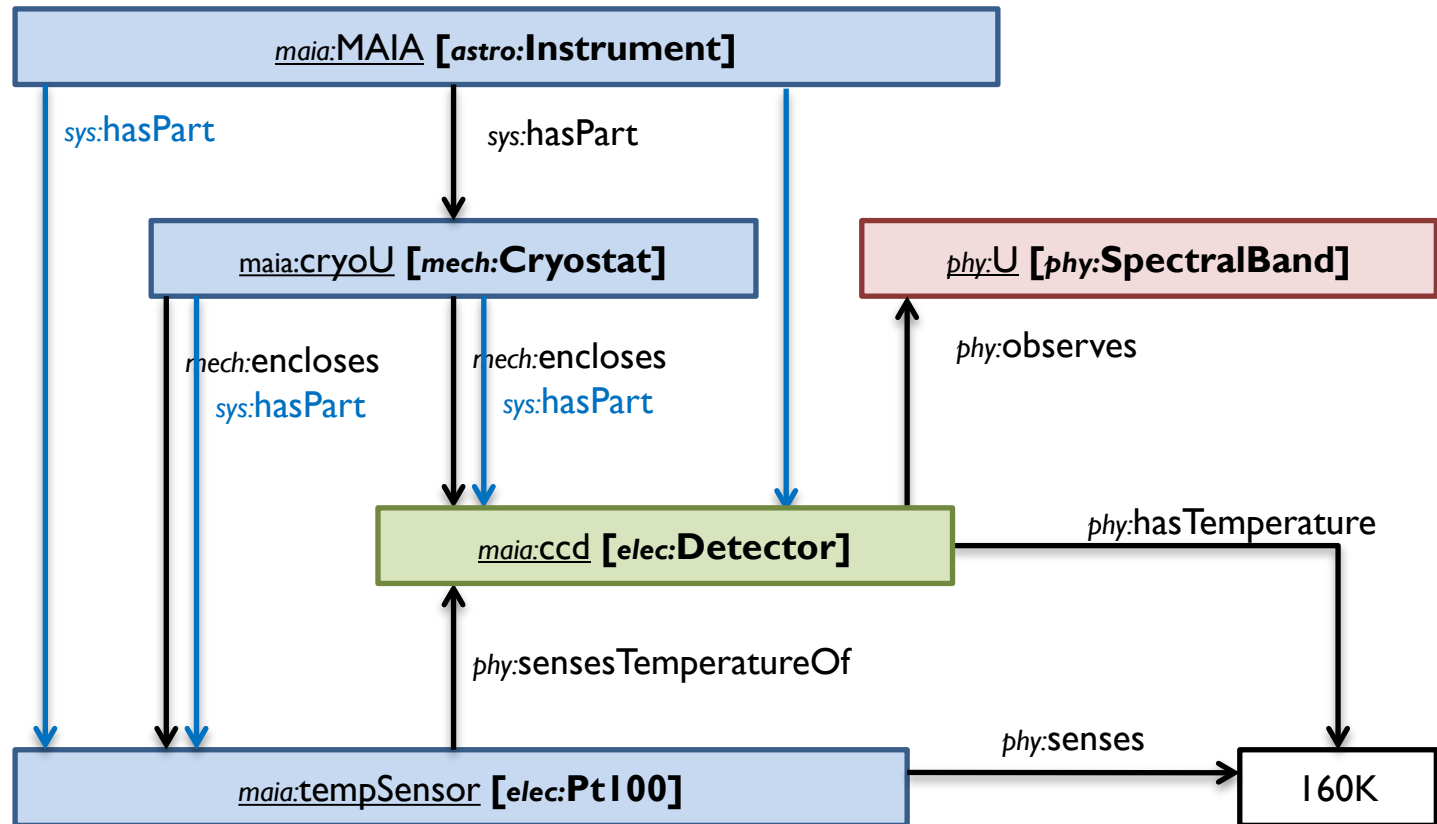 maia:MAIA [astro:Instrument]
sys:hasPart
sys:hasPart
maia:cryoU [mech:Cryostat]
phy:U [phy:SpectralBand]
mech:encloses
sys:hasPart
mech:encloses
sys:hasPart
phy:observes
maia:ccd [elec:Detector]
phy:hasTemperature
phy:sensesTemperatureOf
phy:senses
maia:tempSensor [elec:Pt100]
160K